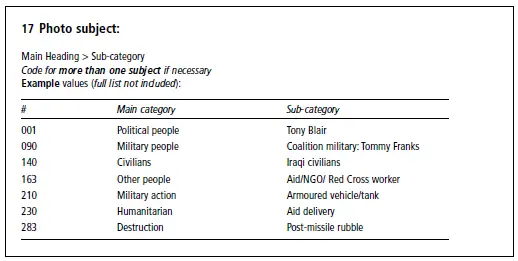 17 Photo subject:
Main Heading > Sub-category
Code for more than one subject if necessary
Example values (full list not included):
# Main category Sub-category
001 Political people Tony Blair
090 Military people Coalition military: Tommy Franks
140 Civilians Iraqi civilians
163 Other people Aid/NGO/ Red Cross worker
210 Military action Armoured vehicle/tank
230 Humanitarian Aid delivery
283 Destruction Post-missile rubble